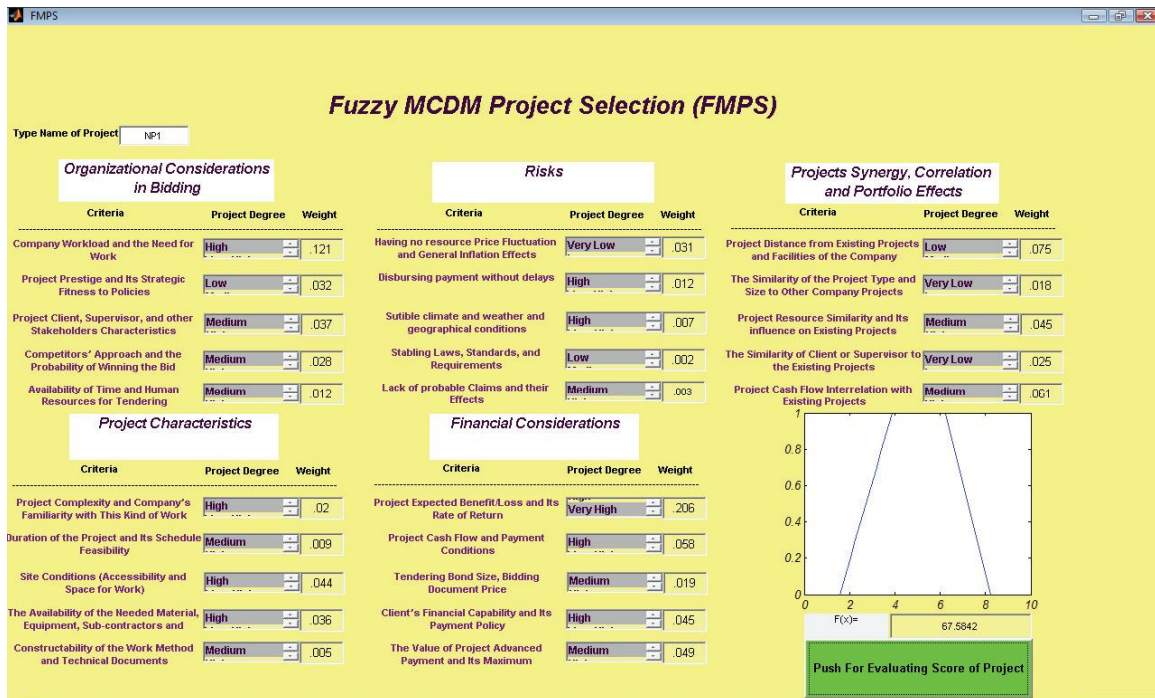 FMPS
Fuzzy MCDM Project Selection (FMPS)
Type Name of Project
NP1
Organizational Considerations
in Bidding
Criteria
Project Degree
Weight
Company Workload and the Need for
Work
High
.121
Project Prestige and Its Strategic
Fitness to Policies
Low
.032
Project Client, Supervisor, and other
Stakeholders Characteristics
Medium
.037
Competitors' Approach and the
Probability of Winning the Bid
Medium
.028
Availability of Time and Human
Resources for Tendering
Medium
.012
Risks
Criteria
Project Degree
Weight
Having no resource Price Fluctuation
and General Inflation Effects
Very Low
.031
Disbursing payment without delays
High
.012
Sutible climate and weather and
geographical conditions
High
.007
Stabling Laws, Standards, and
Requirements
Low
.002
Lack of probable Claims and their
Effects
Medium
.003
Projects Synergy, Correlation
and Portfolio Effects
Criteria
Project Degree
Weight
Project Distance from Existing Projects
and Facilities of the Company
Low
.075
The Similarity of the Project Type and
Size to Other Company Projects
Very Low
.018
Project Resource Similarity and Its
influence on Existing Projects
Medium
.045
The Similarity of Client or Supervisor to
the Existing Projects
Very Low
.025
Project Cash Flow Interrelation with
Existing Projects
Medium
.061
Project Characteristics
Criteria
Project Degree
Weight
Project Complexity and Company's
Familiarity with This Kind of Work
High
.02
Duration of the Project and Its Schedule
Feasibility
Medium
.009
Site Conditions (Accessibility and
Space for Work)
High
.044
The Availability of the Needed Material,
Equipment, Sub-contractors and
High
.036
Constructability of the Work Method
and Technical Documents
Medium
.005
Financial Considerations
Criteria
Project Degree
Weight
Project Expected Benefit/Loss and Its
Rate of Return
Very High
.206
Project Cash Flow and Payment
Conditions
High
.058
Tendering Bond Size, Bidding
Document Price
Medium
.019
Client's Financial Capability and Its
Payment Policy
High
.045
The Value of Project Advanced
Payment and Its Maximum
Medium
.049
1
0.8
0.6
0.4
0.2
0
0 2 4 6 8 10
F(x)=
67.5842
Push For Evaluating Score of Project